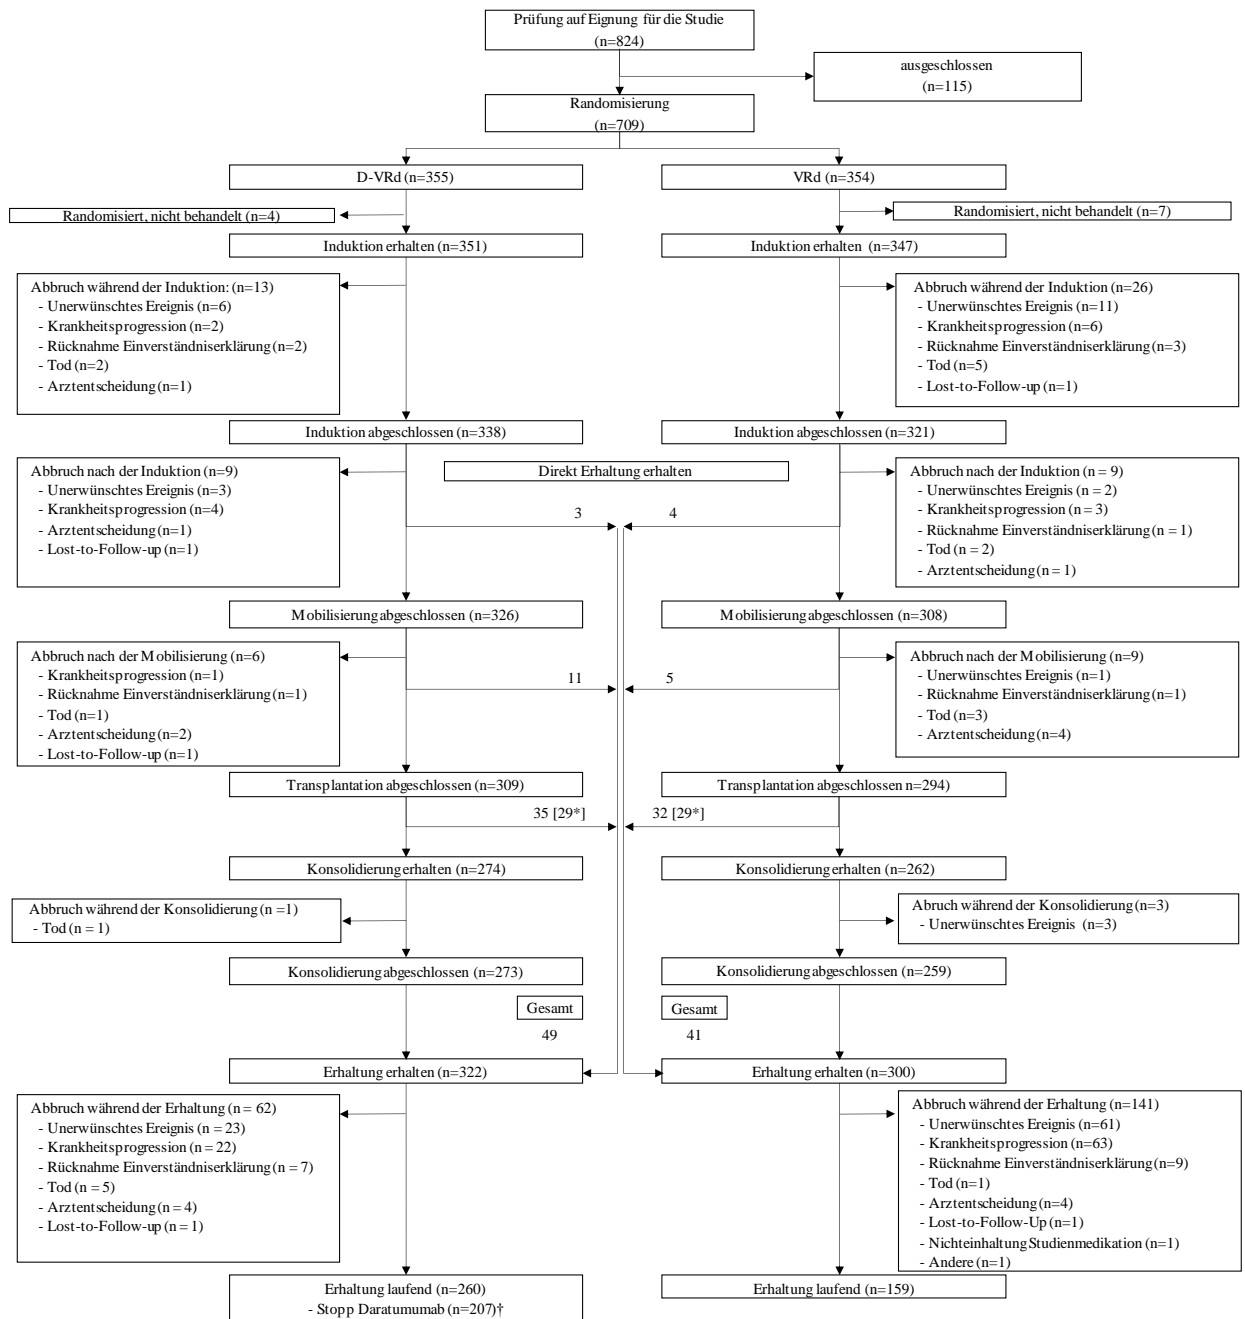 Prüfung auf Eignung für die Studie
(n=824)
ausgeschlossen
(n=115)
Randomisierung
(n=709)
D-VRd (n=355)
VRd (n=354)
Randomisiert, nicht behandelt (n=4)
Randomisiert, nicht behandelt (n=7)
Induktion erhalten (n=351)
Induktion erhalten (n=347)
Abbruch während der Induktion: (n=13)
- Unerwünschtes Ereignis (n=6)
- Krankheitsprogression (n=2)
- Rücknahme Einverständniserklärung (n=2)
- Tod (n=2)
- Arztentscheidung (n=1)
Abbruch während der Induktion (n=26)
- Unerwünschtes Ereignis (n=11)
- Krankheitsprogression (n=6)
- Rücknahme Einverständniserklärung (n=3)
- Tod (n=5)
- Lost-to-Follow-up (n=1)
Induktion abgeschlossen (n=338)
Induktion abgeschlossen (n=321)
Abbruch nach der Induktion (n=9)
- Unerwünschtes Ereignis (n=3)
- Krankheitsprogression (n=4)
- Arztentscheidung (n=1)
- Lost-to-Follow-up (n=1)
Direkt Erhaltung erhalten
Abbruch nach der Induktion (n = 9)
- Unerwünschtes Ereignis (n = 2)
- Krankheitsprogression (n = 3)
- Rücknahme Einverständniserklärung (n = 1)
- Tod (n = 2)
- Arztentscheidung (n = 1)
3
4
Mobilisierung abgeschlossen (n=326)
Mobilisierung abgeschlossen (n=308)
Abbruch nach der Mobilisierung (n=6)
- Krankheitsprogression (n=1)
- Rücknahme Einverständniserklärung (n=1)
- Tod (n=1)
- Arztentscheidung (n=2)
- Lost-to-Follow-up (n=1)
11
5
Abbruch nach der Mobilisierung (n=9)
- Unerwünschtes Ereignis (n=1)
- Rücknahme Einverständniserklärung (n=1)
- Tod (n=3)
- Arztentscheidung (n=4)
Transplantation abgeschlossen (n=309)
Transplantation abgeschlossen n=294)
35 [29*]
32 [29*]
Konsolidierung erhalten (n=274)
Konsolidierung erhalten (n=262)
Abbruch während der Konsolidierung (n =1)
- Tod (n = 1)
Abruch während der Konsolidierung (n=3)
- Unerwünschtes Ereignis (n=3)
Konsolidierung abgeschlossen (n=273)
Konsolidierung abgeschlossen (n=259)
Gesamt
49
Gesamt
41
Erhaltung erhalten (n=322)
Erhaltung erhalten (n=300)
Abbruch während der Erhaltung (n = 62)
- Unerwünschtes Ereignis (n = 23)
- Krankheitsprogression (n = 22)
- Rücknahme Einverständniserklärung (n = 7)
- Tod (n = 5)
- Arztentscheidung (n = 4)
- Lost-to-Follow-up (n = 1)
Abbruch während der Erhaltung (n=141)
- Unerwünschtes Ereignis (n=61)
- Krankheitsprogression (n=63)
- Rücknahme Einverständniserklärung (n=9)
- Tod (n=1)
- Arztentscheidung (n=4)
- Lost-to-Follow-Up (n=1)
- Nichteinhaltung Studienmedikation (n=1)
- Andere (n=1)
Erhaltung laufend (n=260)
- Stopp Daratumumab (n=207)†
Erhaltung laufend (n=159)